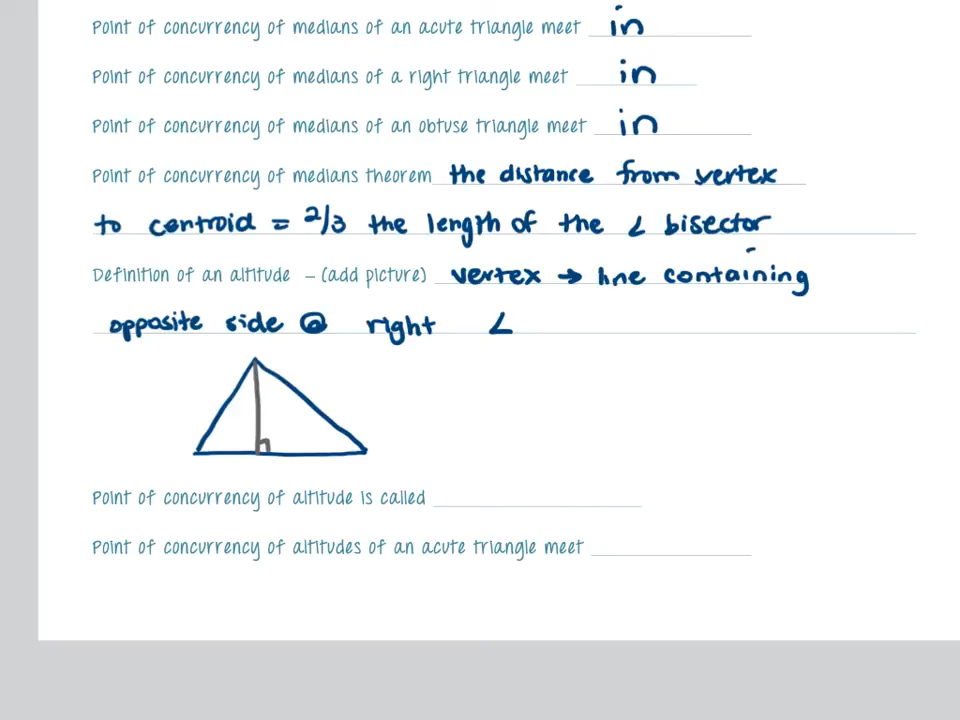 Point of concurrency of medians of an acute triangle meet in
Point of concurrency of medians of a right triangle meet in
Point of concurrency of medians of an obtuse triangle meet in
Point of concurrency of medians theorem the distance from vertex
to centroid = 2/3 the length of the ∠ bisector
Definition of an altitude – (add picture) vertex → line containing
opposite side @ right ∠
Point of concurrency of altitude is called
Point of concurrency of altitudes of an acute triangle meet